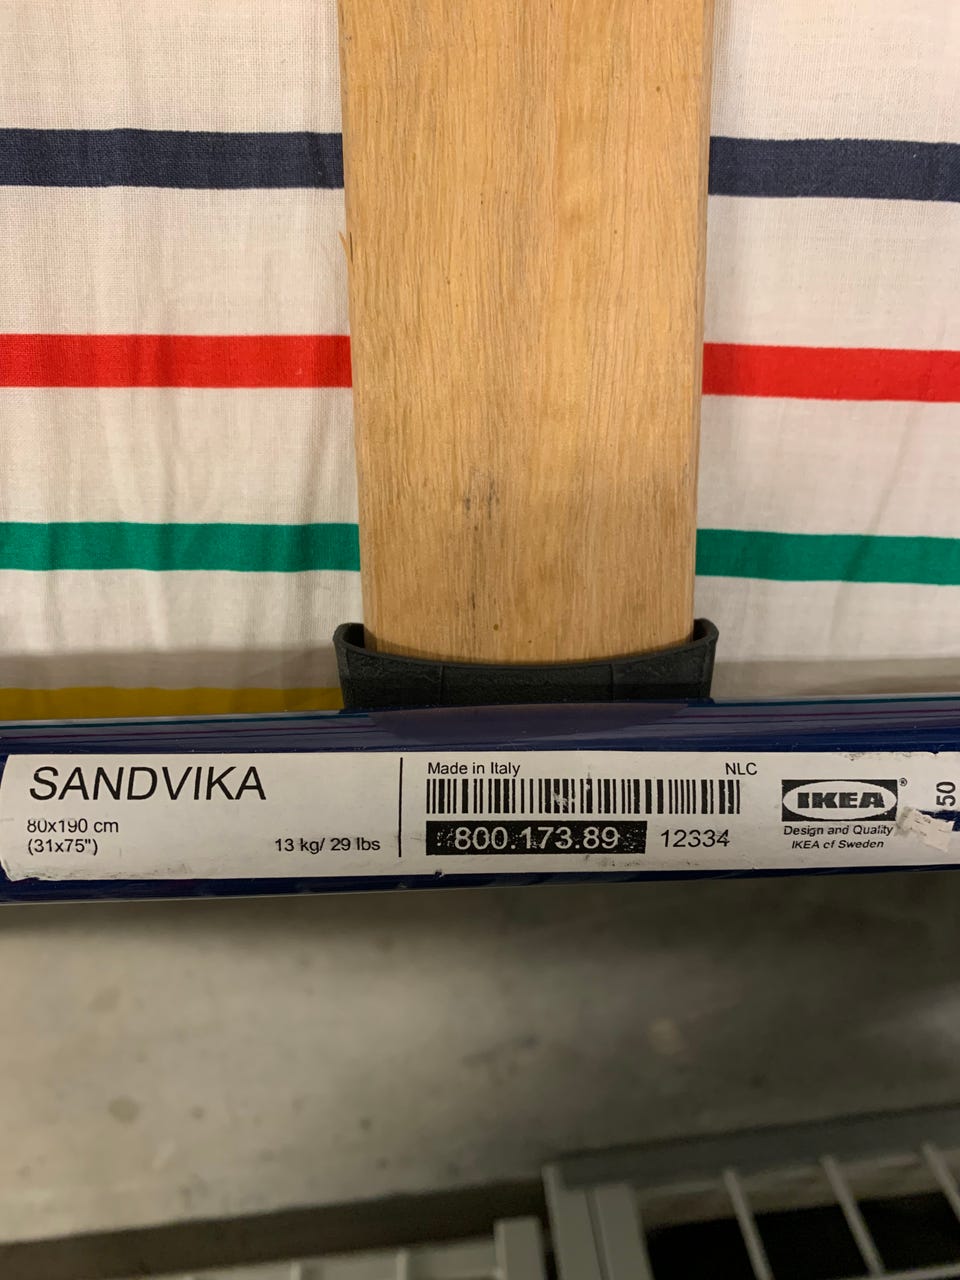 SANDVIKA
80x190 cm
(31x75")
13 kg/ 29 lbs
Made in Italy
NLC
800.173.89
12334
IKEA®
Design and Quality
IKEA of Sweden
50